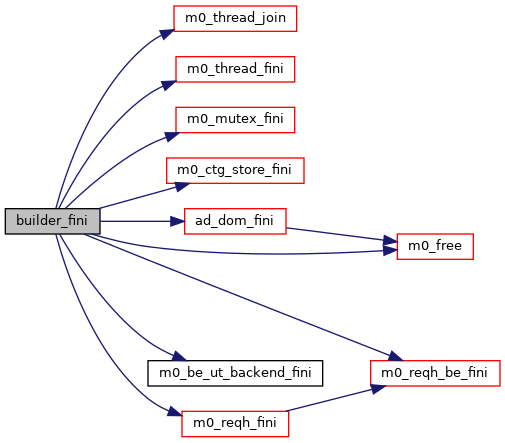 m0_thread_join
m0_thread_fini
m0_mutex_fini
m0_ctg_store_fini
builder_fini
ad_dom_fini
m0_free
m0_be_ut_backend_fini
m0_reqh_be_fini
m0_reqh_fini